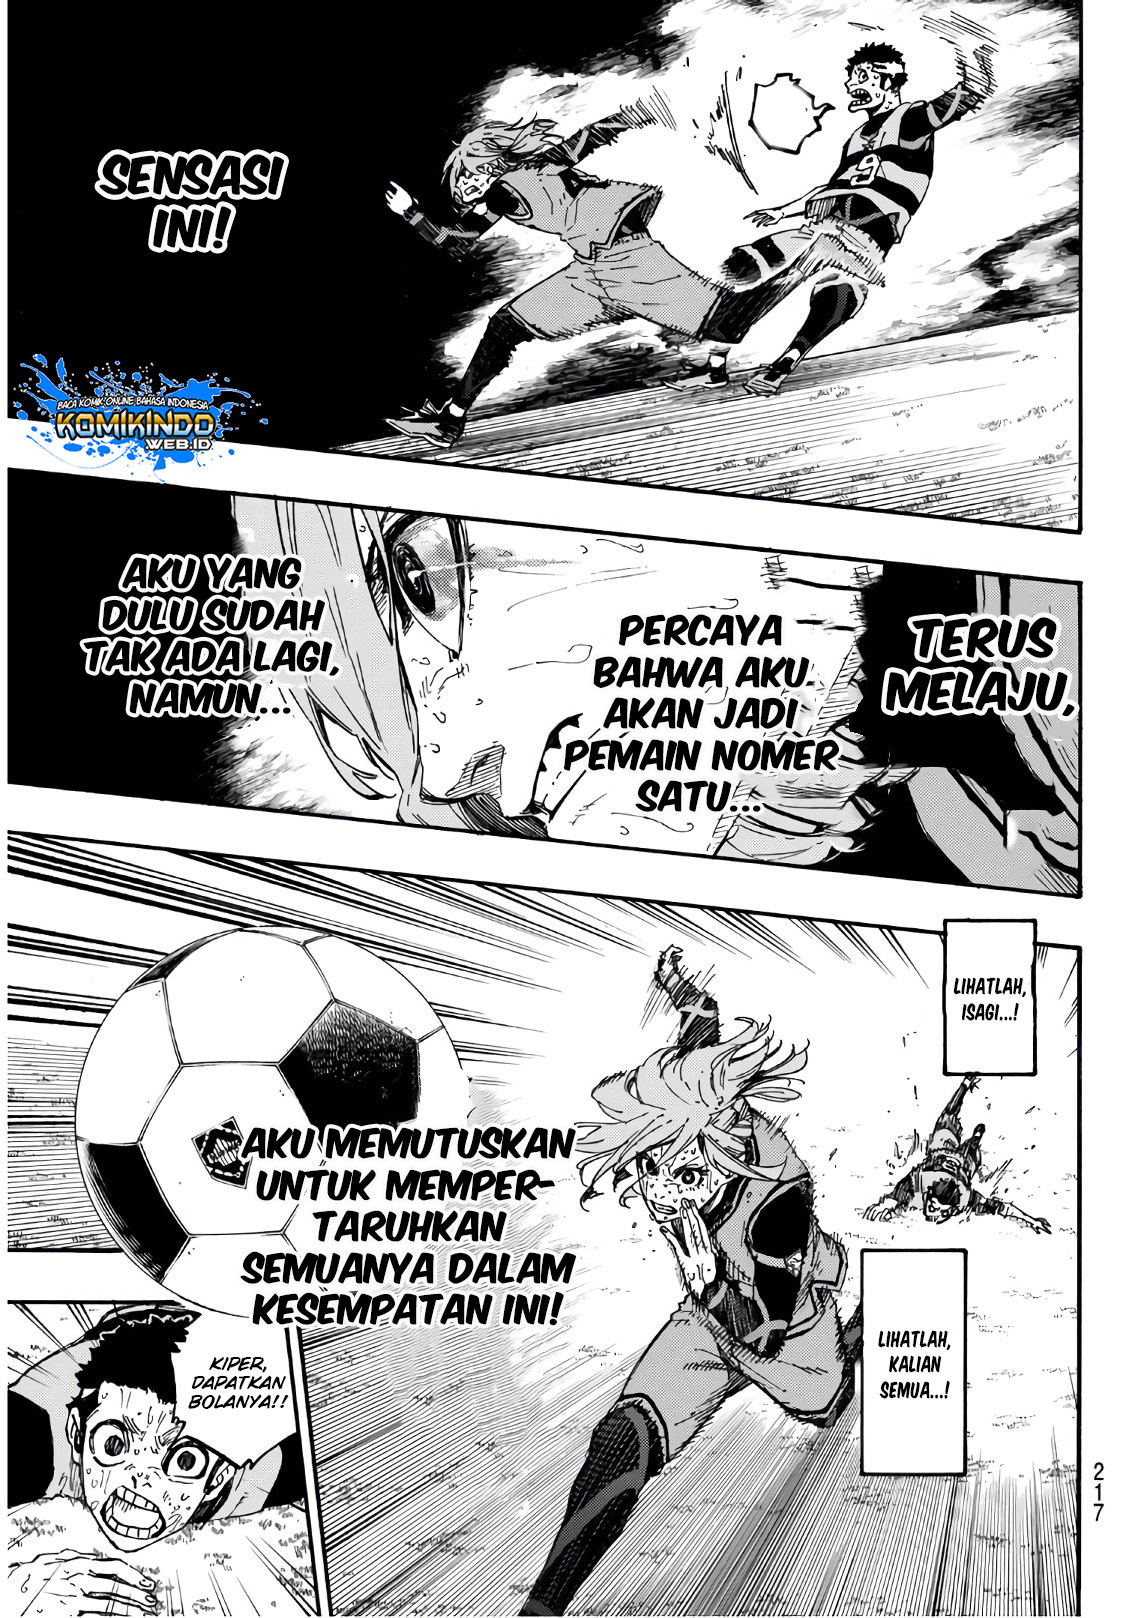 SENSASI
INI!
9
BACA KOMIK ONLINE BAHASA INDONESIA
KOMIKINDO
.WEB.ID
TERUS
MELAJU,
PERCAYA
BAHWA AKU
AKAN JADI
PEMAIN NOMER
SATU...
AKU YANG
DULU SUDAH
TAK ADA LAGI,
NAMUN...
LIHATLAH,
ISAGI...!
LIHATLAH,
KALIAN
SEMUA...!
AKU MEMUTUSKAN
UNTUK MEMPER-
TARUHKAN
SEMUANYA DALAM
KESEMPATAN INI!
KIPER,
DAPATKAN
BOLANYA!!
217